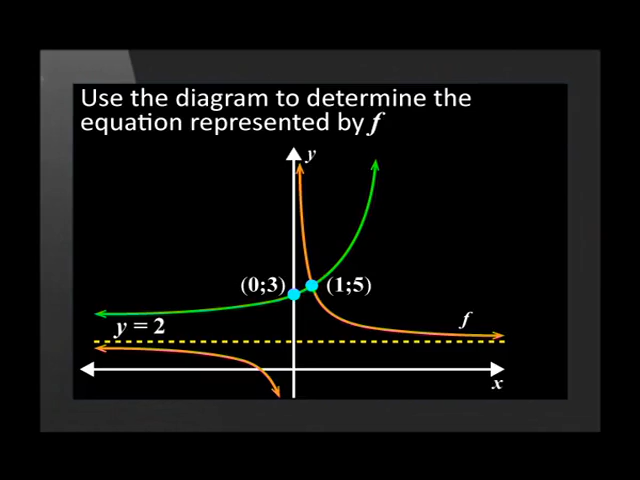 Use the diagram to determine the
equation represented by f
y
(0;3)
(1;5)
y = 2
f
x